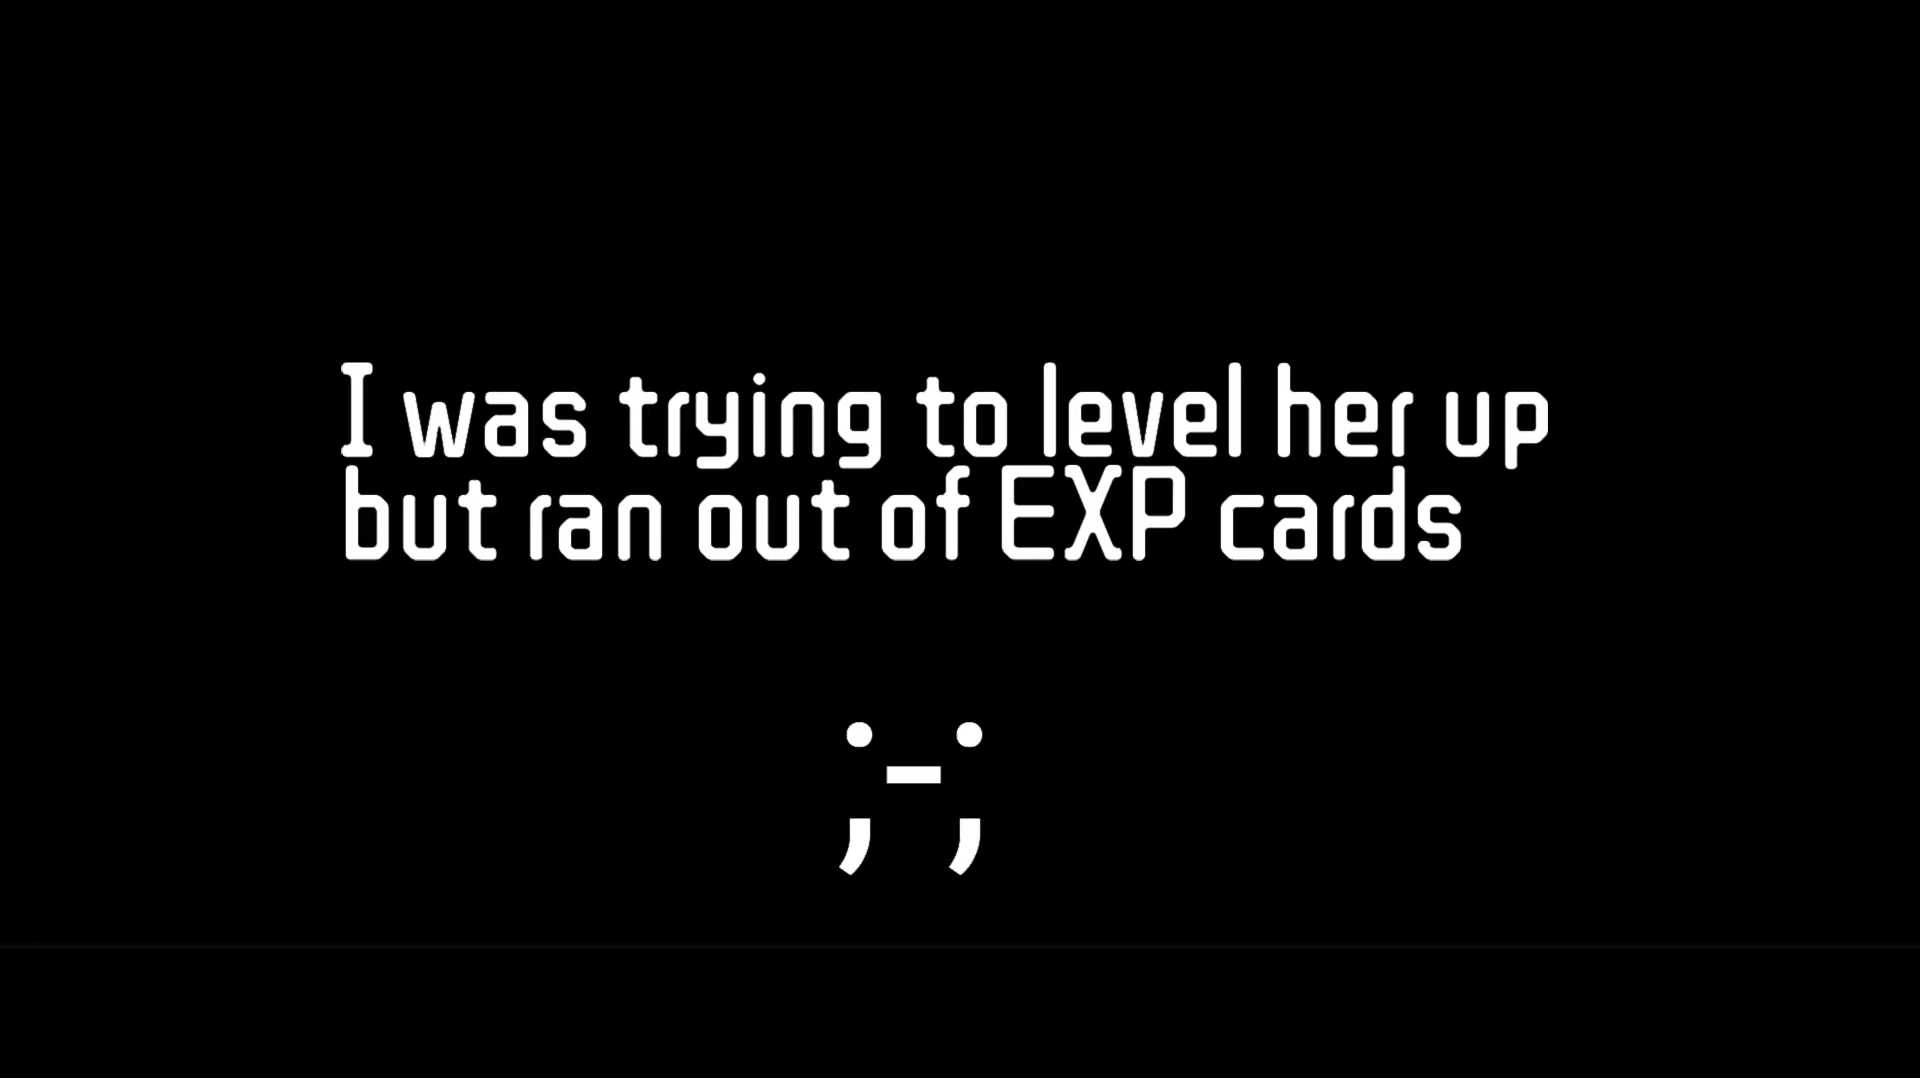 I was trying to level her up
but ran out of EXP cards
;-;